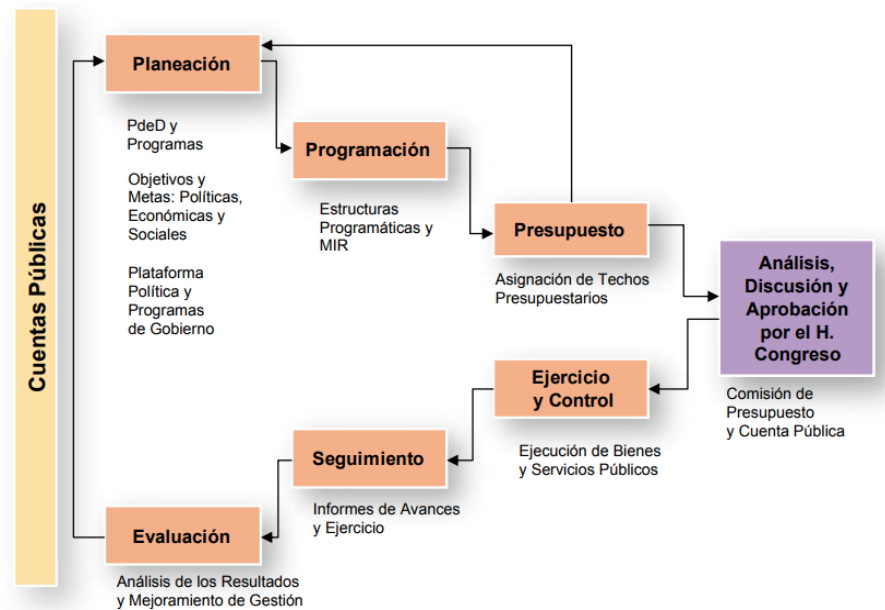 Cuentas Públicas
Planeación
PdeD y
Programas
Objetivos y
Metas: Políticas,
Económicas y
Sociales
Plataforma
Política y
Programas
de Gobierno
Programación
Estructuras
Programáticas y
MIR
Presupuesto
Asignación de Techos
Presupuestarios
Análisis,
Discusión y
Aprobación
por el H.
Congreso
Comisión de
Presupuesto
y Cuenta Pública
Ejercicio
y Control
Ejecución de Bienes
y Servicios Públicos
Seguimiento
Informes de Avances
y Ejercicio
Evaluación
Análisis de los Resultados
y Mejoramiento de Gestión